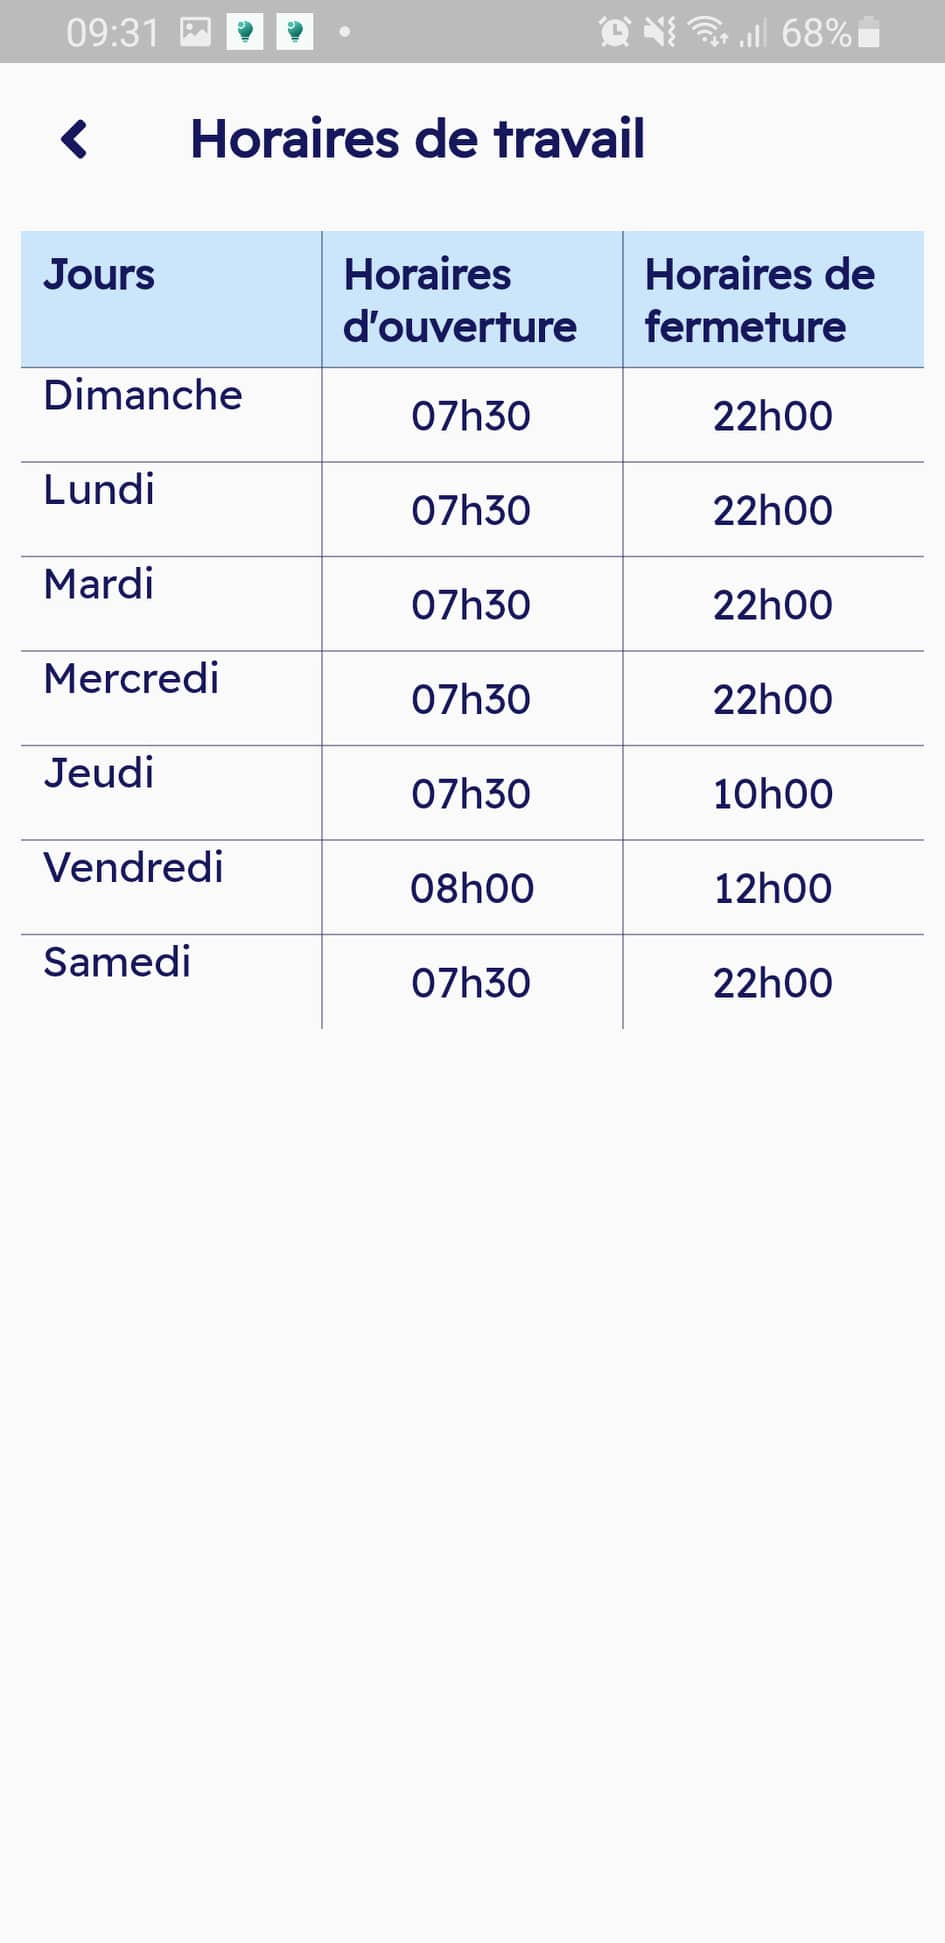 09:31 68%
Horaires de travail
Jours Horaires d'ouverture Horaires de fermeture
Dimanche 07h30 22h00
Lundi 07h30 22h00
Mardi 07h30 22h00
Mercredi 07h30 22h00
Jeudi 07h30 10h00
Vendredi 08h00 12h00
Samedi 07h30 22h00